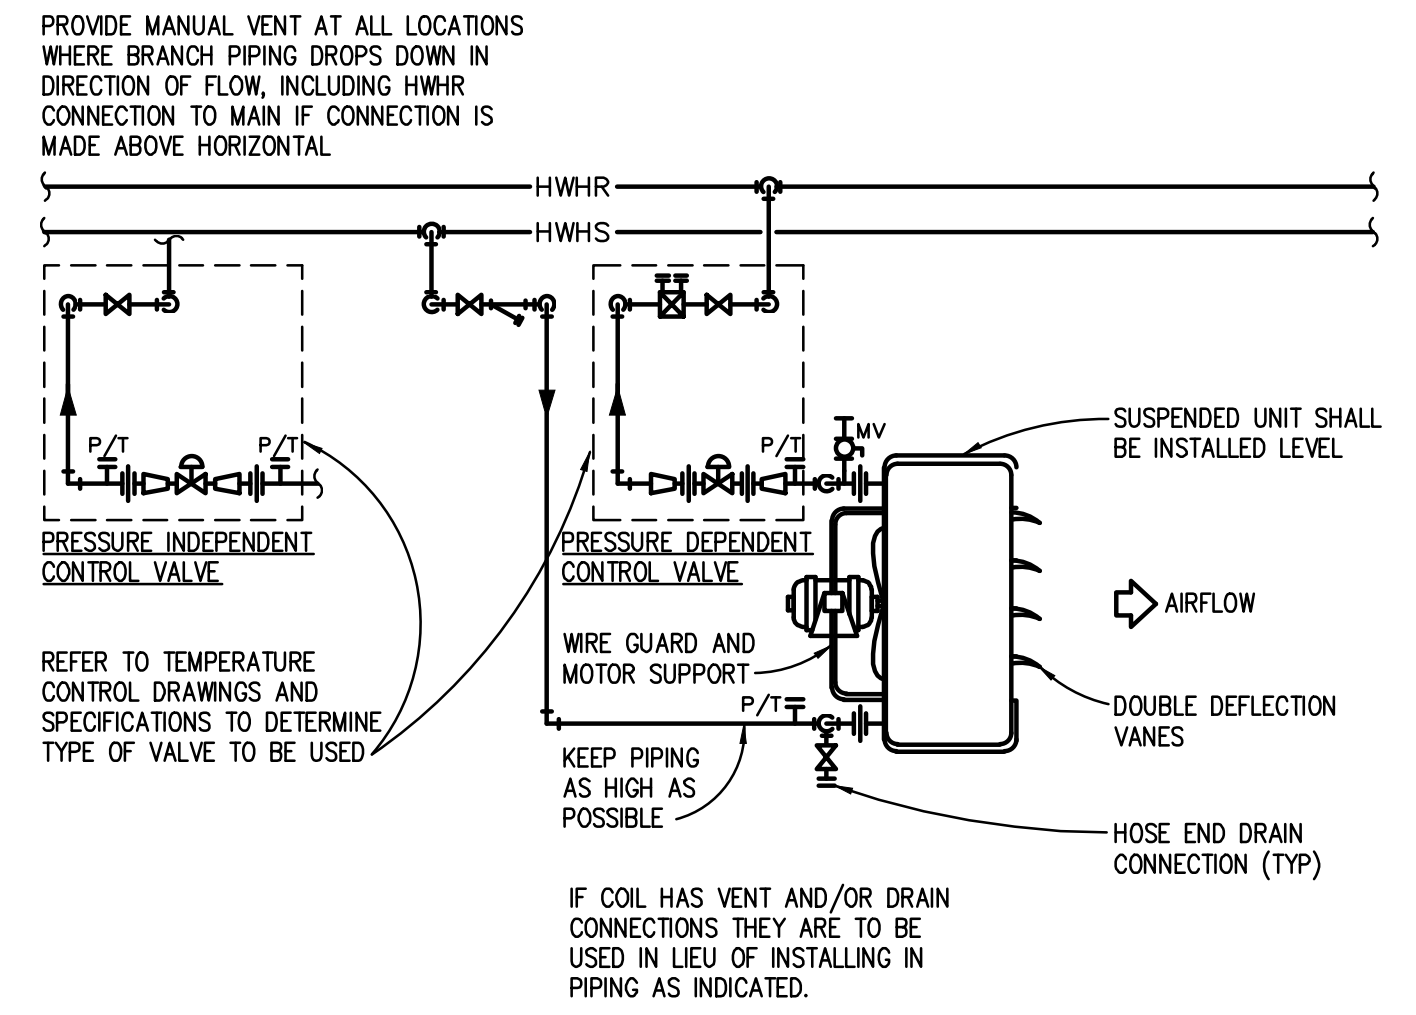 PROVIDE MANUAL VENT AT ALL LOCATIONS
WHERE BRANCH PIPING DROPS DOWN IN
DIRECTION OF FLOW, INCLUDING HWHR
CONNECTION TO MAIN IF CONNECTION IS
MADE ABOVE HORIZONTAL
HWHR
HWHS
P/T
P/T
P/T
MV
SUSPENDED UNIT SHALL
BE INSTALLED LEVEL
PRESSURE INDEPENDENT
CONTROL VALVE
PRESSURE DEPENDENT
CONTROL VALVE
AIRFLOW
WIRE GUARD AND
MOTOR SUPPORT
REFER TO TEMPERATURE
CONTROL DRAWINGS AND
SPECIFICATIONS TO DETERMINE
TYPE OF VALVE TO BE USED
P/T
DOUBLE DEFLECTION
VANES
KEEP PIPING
AS HIGH AS
POSSIBLE
HOSE END DRAIN
CONNECTION (TYP)
IF COIL HAS VENT AND/OR DRAIN
CONNECTIONS THEY ARE TO BE
USED IN LIEU OF INSTALLING IN
PIPING AS INDICATED.